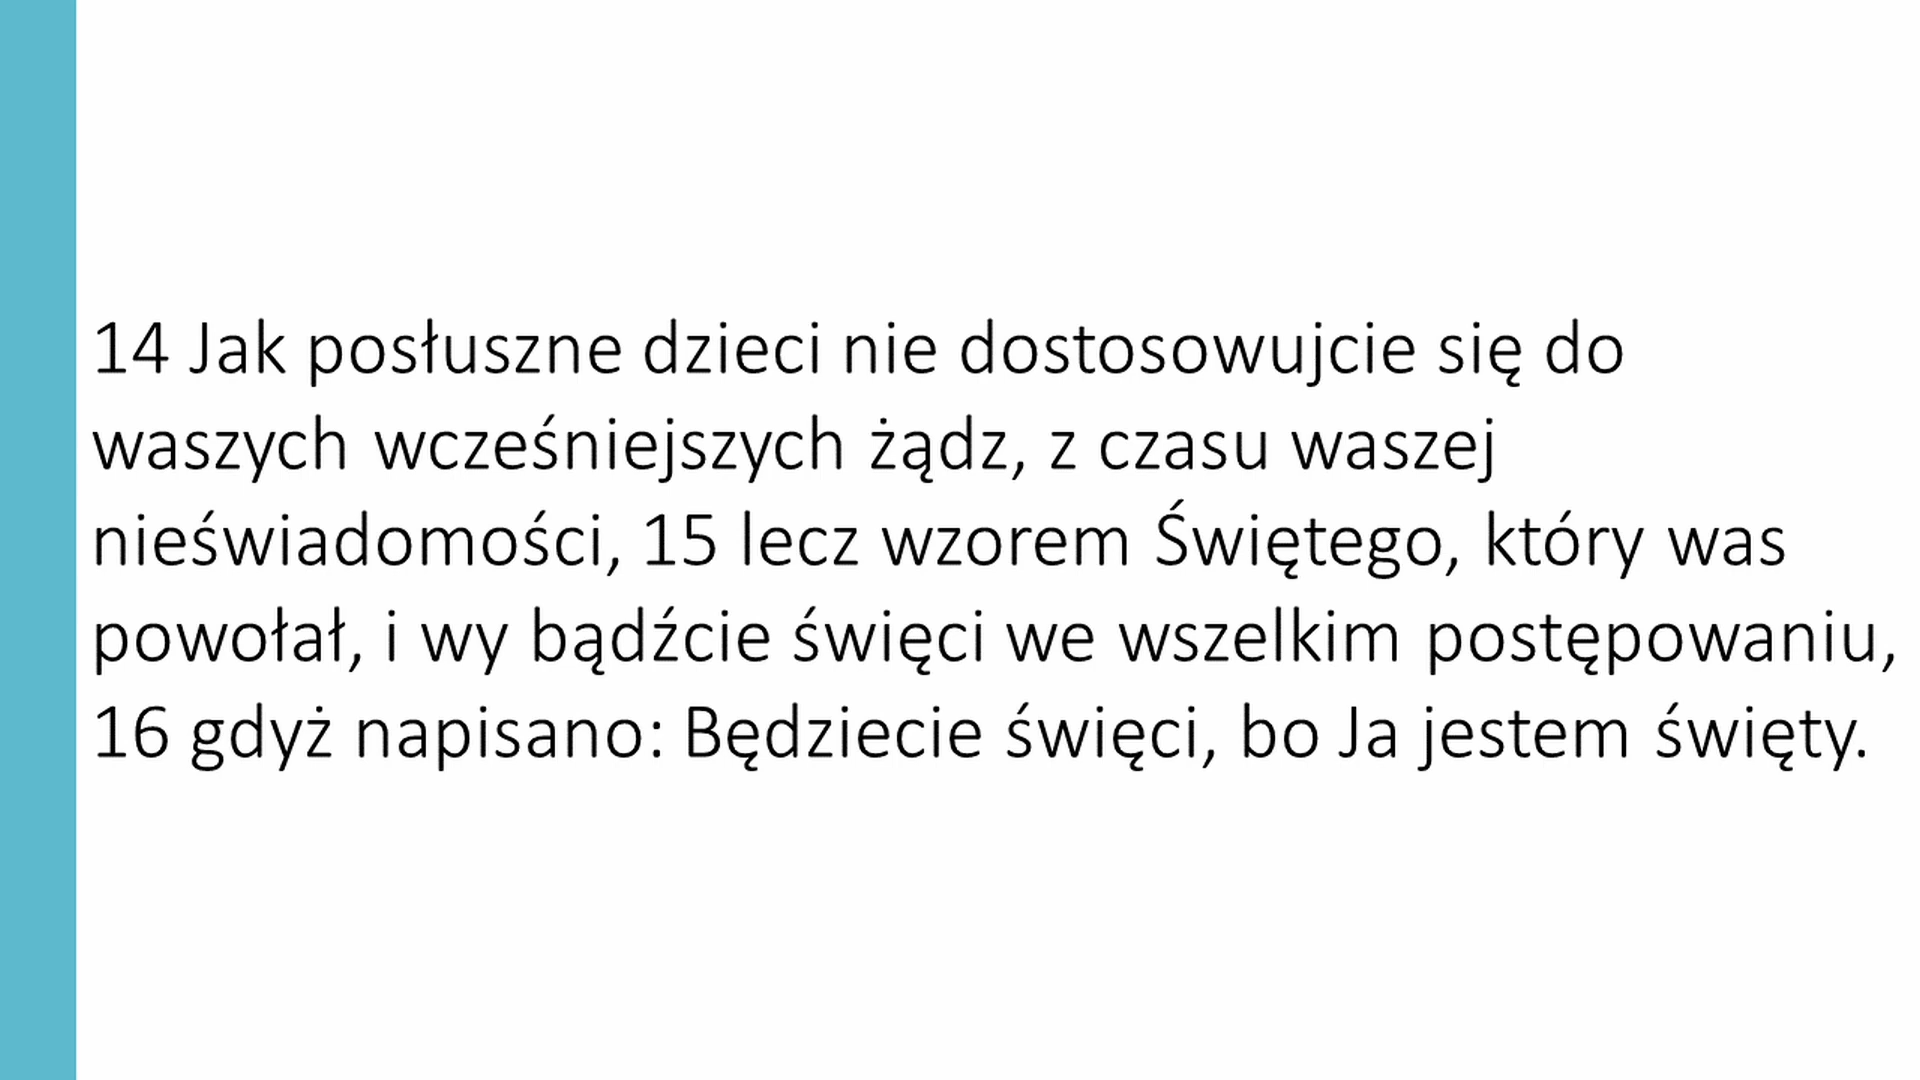 14 Jak posłuszne dzieci nie dostosowujcie się do
waszych wcześniejszych żądz, z czasu waszej
nieświadomości, 15 lecz wzorem Świętego, który was
powołał, i wy bądźcie święci we wszelkim postępowaniu,
16 gdyż napisano: Będziecie święci, bo Ja jestem święty.